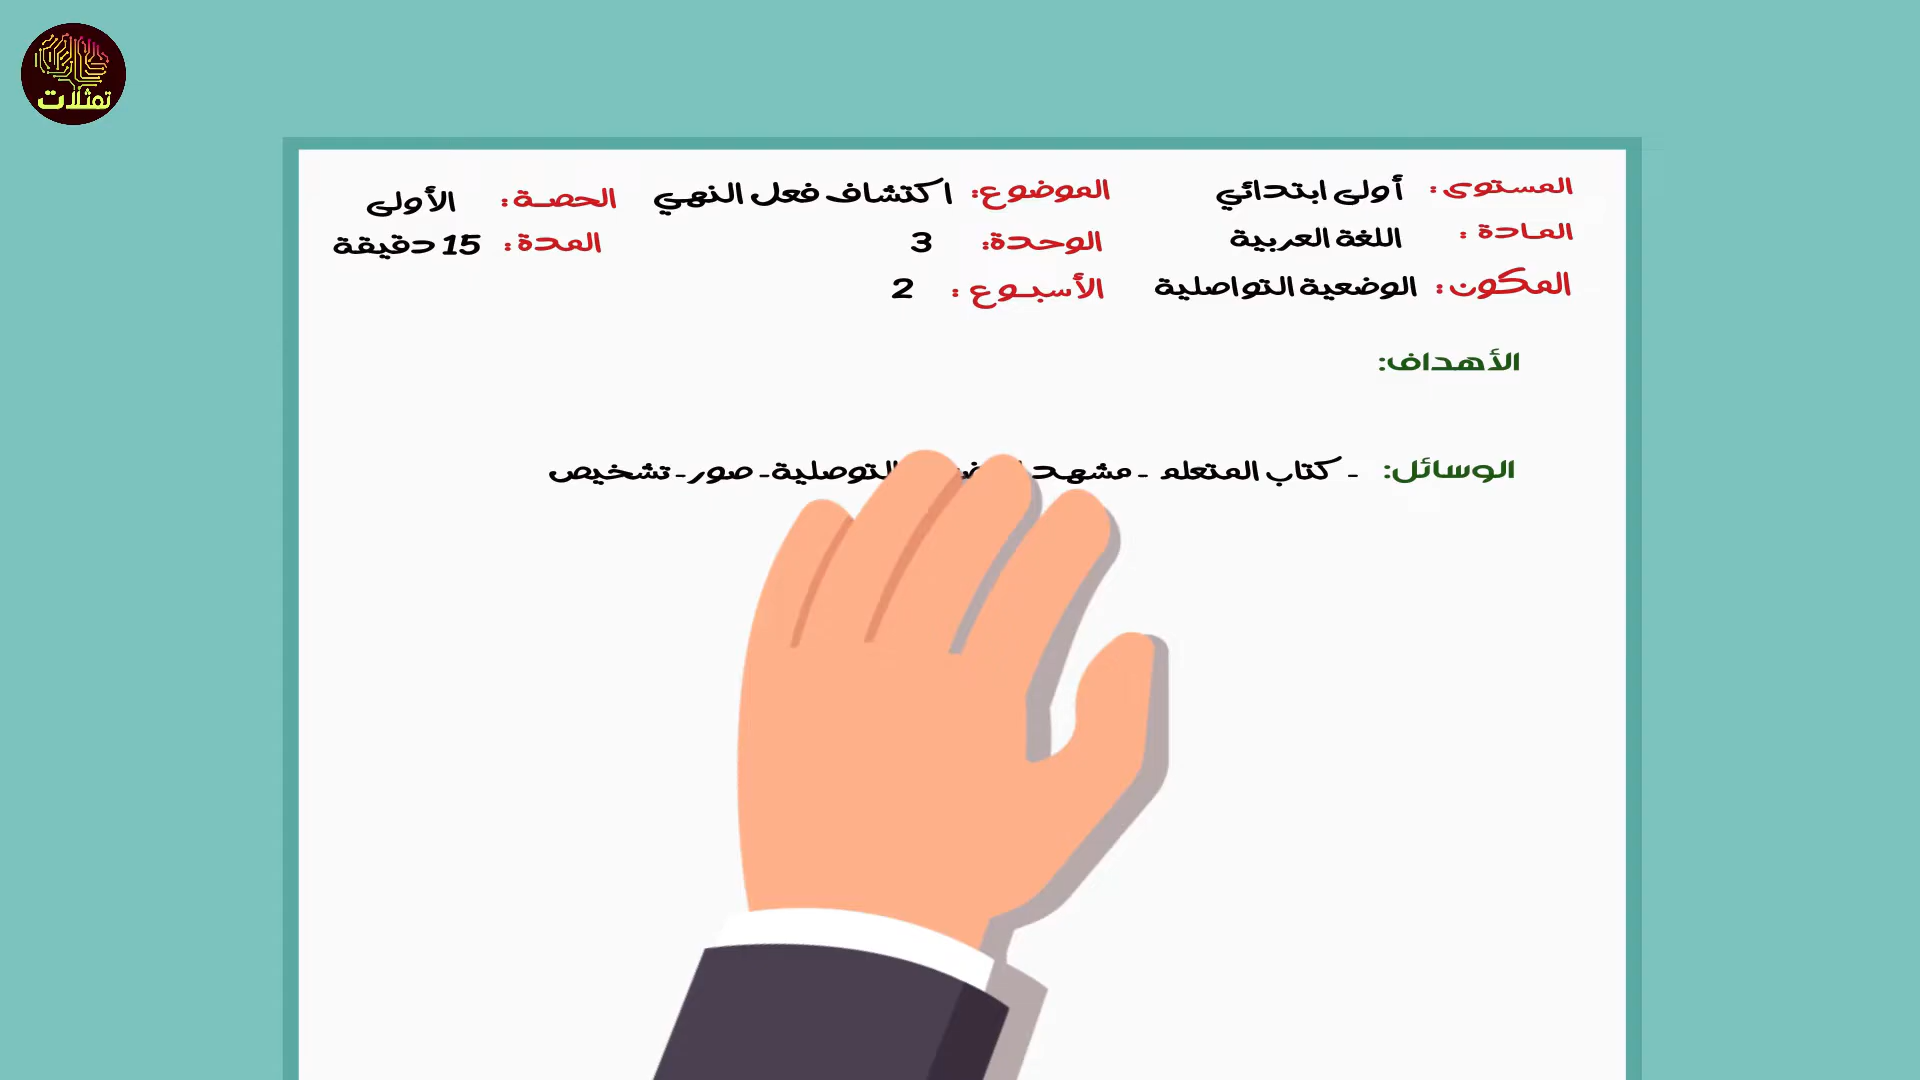 تمثلات
المستوى: أولى ابتدائي الموضوع: اكتشاف فعل النهي الحصة: الأولى
المادة: اللغة العربية الوحدة: 3 المدة: 15 دقيقة
المكون: الوضعية التواصلية الأسبوع: 2
الأهداف:
الوسائل: - كتاب المتعلم - مشهد التوصلية- صور- تشخيص